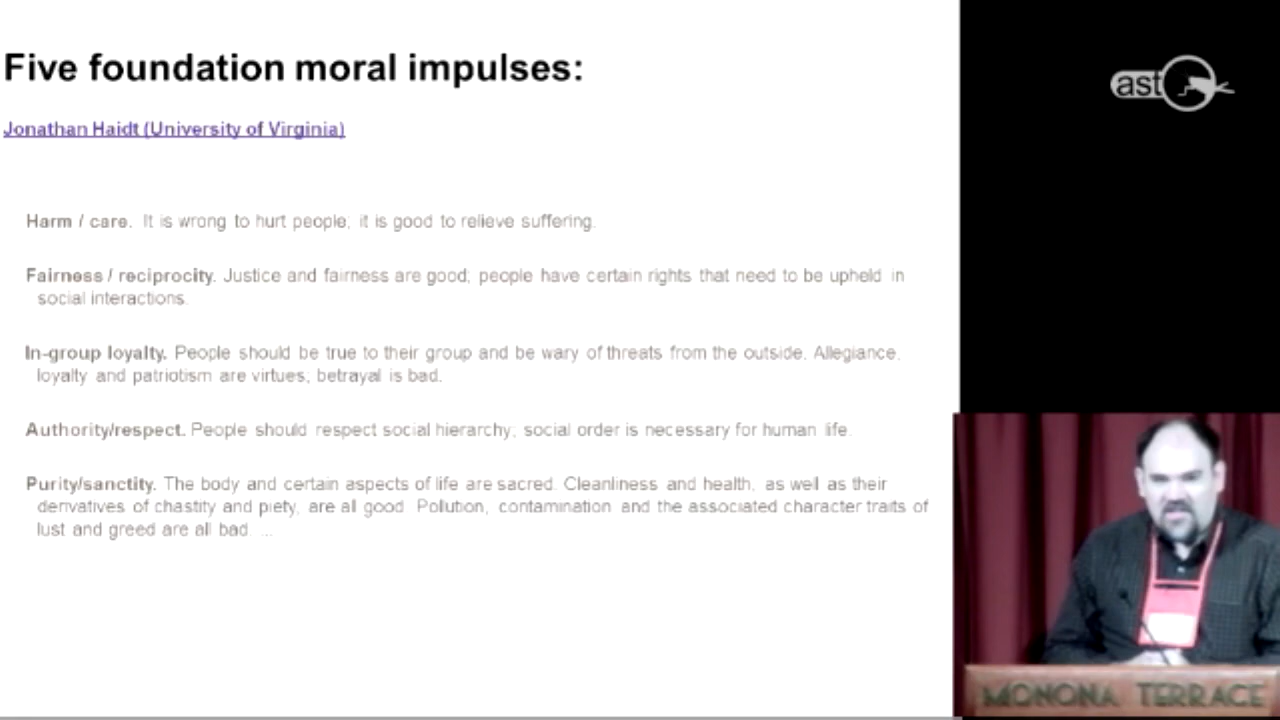 Five foundation moral impulses:
Jonathan Haidt (University of Virginia)
Harm / care. It is wrong to hurt people; it is good to relieve suffering.
Fairness / reciprocity. Justice and fairness are good; people have certain rights that need to be upheld in
social interactions.
In-group loyalty. People should be true to their group and be wary of threats from the outside. Allegiance,
loyalty and patriotism are virtues; betrayal is bad.
Authority/respect. People should respect social hierarchy; social order is necessary for human life.
Purity/sanctity. The body and certain aspects of life are sacred. Cleanliness and health, as well as their
derivatives of chastity and piety, are all good. Pollution, contamination and the associated character traits of
lust and greed are all bad. ...
ast
MONONA TERRACE